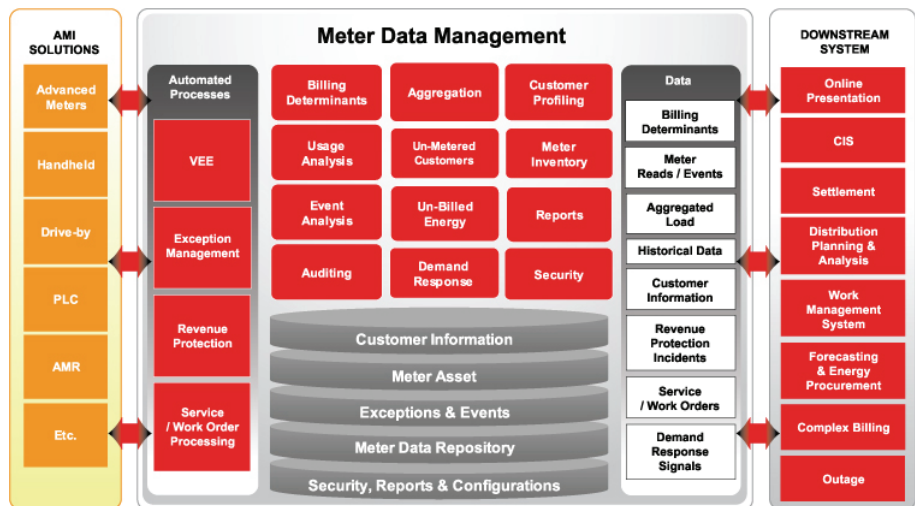 AMI
SOLUTIONS
Advanced
Meters
Handheld
Drive-by
PLC
AMR
Etc.
Meter Data Management
Automated
Processes
VEE
Exception
Management
Revenue
Protection
Service
/ Work Order
Processing
Billing
Determinants
Aggregation
Customer
Profiling
Usage
Analysis
Un-Metered
Customers
Meter
Inventory
Event
Analysis
Un-Billed
Energy
Reports
Auditing
Demand
Response
Security
Customer Information
Meter Asset
Exceptions & Events
Meter Data Repository
Security, Reports & Configurations
Data
Billing
Determinants
Meter
Reads / Events
Aggregated
Load
Historical Data
Customer
Information
Revenue
Protection
Incidents
Service
/ Work Orders
Demand
Response
Signals
DOWNSTREAM
SYSTEM
Online
Presentation
CIS
Settlement
Distribution
Planning &
Analysis
Work
Management
System
Forecasting
& Energy
Procurement
Complex Billing
Outage